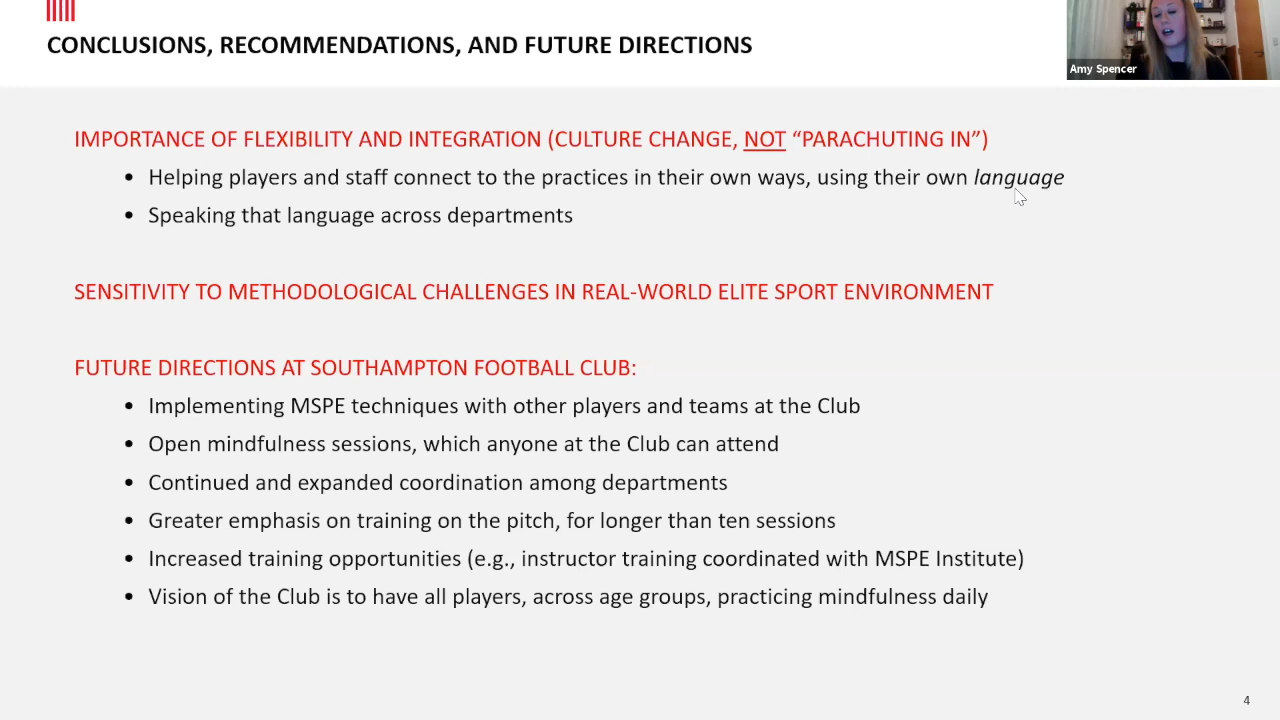 CONCLUSIONS, RECOMMENDATIONS, AND FUTURE DIRECTIONS
Amy Spencer
IMPORTANCE OF FLEXIBILITY AND INTEGRATION (CULTURE CHANGE, NOT “PARACHUTING IN”)
• Helping players and staff connect to the practices in their own ways, using their own language
• Speaking that language across departments
SENSITIVITY TO METHODOLOGICAL CHALLENGES IN REAL-WORLD ELITE SPORT ENVIRONMENT
FUTURE DIRECTIONS AT SOUTHAMPTON FOOTBALL CLUB:
• Implementing MSPE techniques with other players and teams at the Club
• Open mindfulness sessions, which anyone at the Club can attend
• Continued and expanded coordination among departments
• Greater emphasis on training on the pitch, for longer than ten sessions
• Increased training opportunities (e.g., instructor training coordinated with MSPE Institute)
• Vision of the Club is to have all players, across age groups, practicing mindfulness daily
4